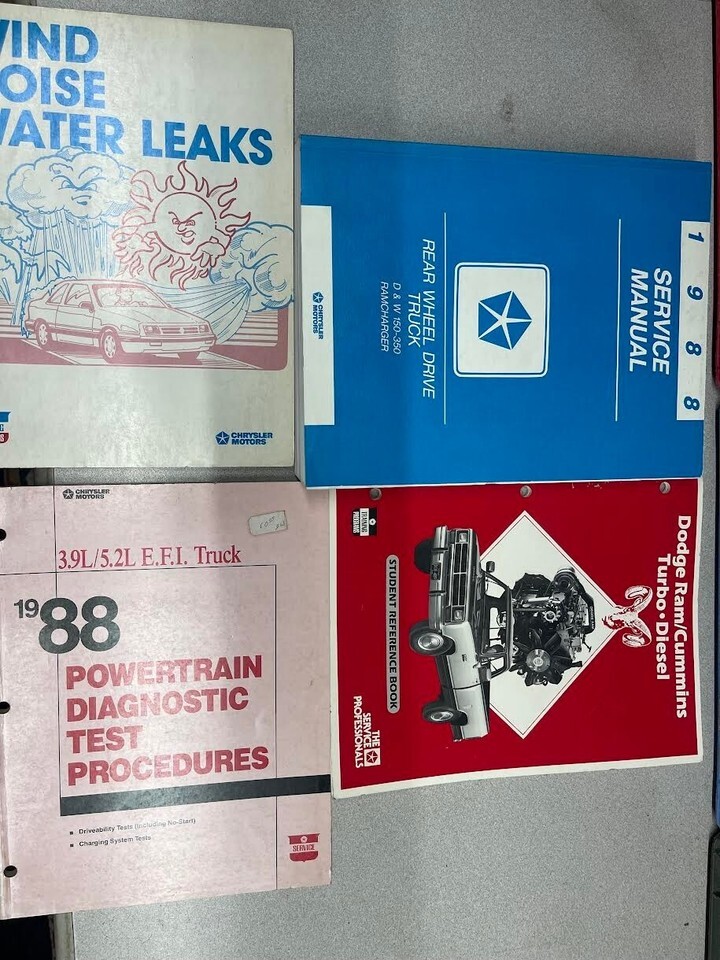 WIND
NOISE
WATER LEAKS
CHRYSLER
MOTORS
1988
SERVICE
MANUAL
REAR WHEEL DRIVE
TRUCK
D & W 150-350
RAMCHARGER
CHRYSLER
MOTORS
CHRYSLER
MOTORS
3.9L/5.2L E.F.I. Truck
1988
POWERTRAIN
DIAGNOSTIC
TEST
PROCEDURES
Driveability Tests (Including No-Start)
Charging System Tests
SERVICE
Dodge Ram/Cummins
Turbo•Diesel
STUDENT REFERENCE BOOK
TRAINING
PROGRAMS
THE
SERVICE
PROFESSIONALS